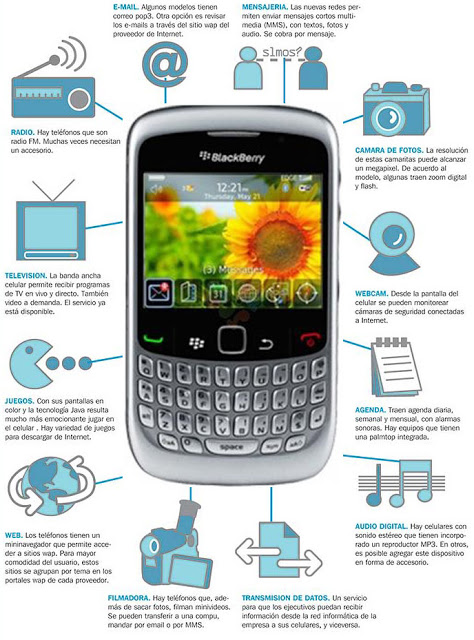 E-MAIL. Algunos modelos tienen
correo pop3. Otra opción es revisar
los e-mails a través del sitio wap del
proveedor de Internet.
MENSAJERIA. Las nuevas redes per-
miten enviar mensajes cortos multi-
media (MMS), con textos, fotos y
audio. Se cobra por mensaje.
slmos?
RADIO. Hay teléfonos que son
radio FM. Muchas veces necesitan
un accesorio.
CAMARA DE FOTOS. La resolución
de estas camaritas puede alcanzar
un megapixel. De acuerdo al
modelo, algunas traen zoom digital
y flash.
BlackBerry
EDGE
12:21
Thursday, May 21
(3) Messages
31
TELEVISION. La banda ancha
celular permite recibir programas
de TV en vivo y directo. También
video a demanda. El servicio ya
está disponible.
WEBCAM. Desde la pantalla del
celular se pueden monitorear
cámaras de seguridad conectadas
a Internet.
JUEGOS. Con sus pantallas en
color y la tecnología Java resulta
mucho más emocionante jugar en
el celular . Hay variedad de juegos
para descargar de Internet.
AGENDA. Traen agenda diaria,
semanal y mensual, con alarmas
sonoras. Hay equipos que tienen
una palmtop integrada.
space
WEB. Los teléfonos tienen un
mininavegador que permite acce-
der a sitios wap. Para mayor
comodidad del usuario, estos
sitios se agrupan por tema en los
portales wap de cada proveedor.
AUDIO DIGITAL. Hay celulares con
sonido estéreo que tienen incorpo-
rado un reproductor MP3. En otros,
es posible agregar este dispositivo
en forma de accesorio.
FILMADORA. Hay teléfonos que, ade-
más de sacar fotos, filman minivideos.
Se pueden transferir a una compu,
mandar por email o por MMS.
TRANSMISION DE DATOS. Un servicio
para que los ejecutivos puedan recibir
información desde la red informática de la
empresa a sus celulares, y viceversa.